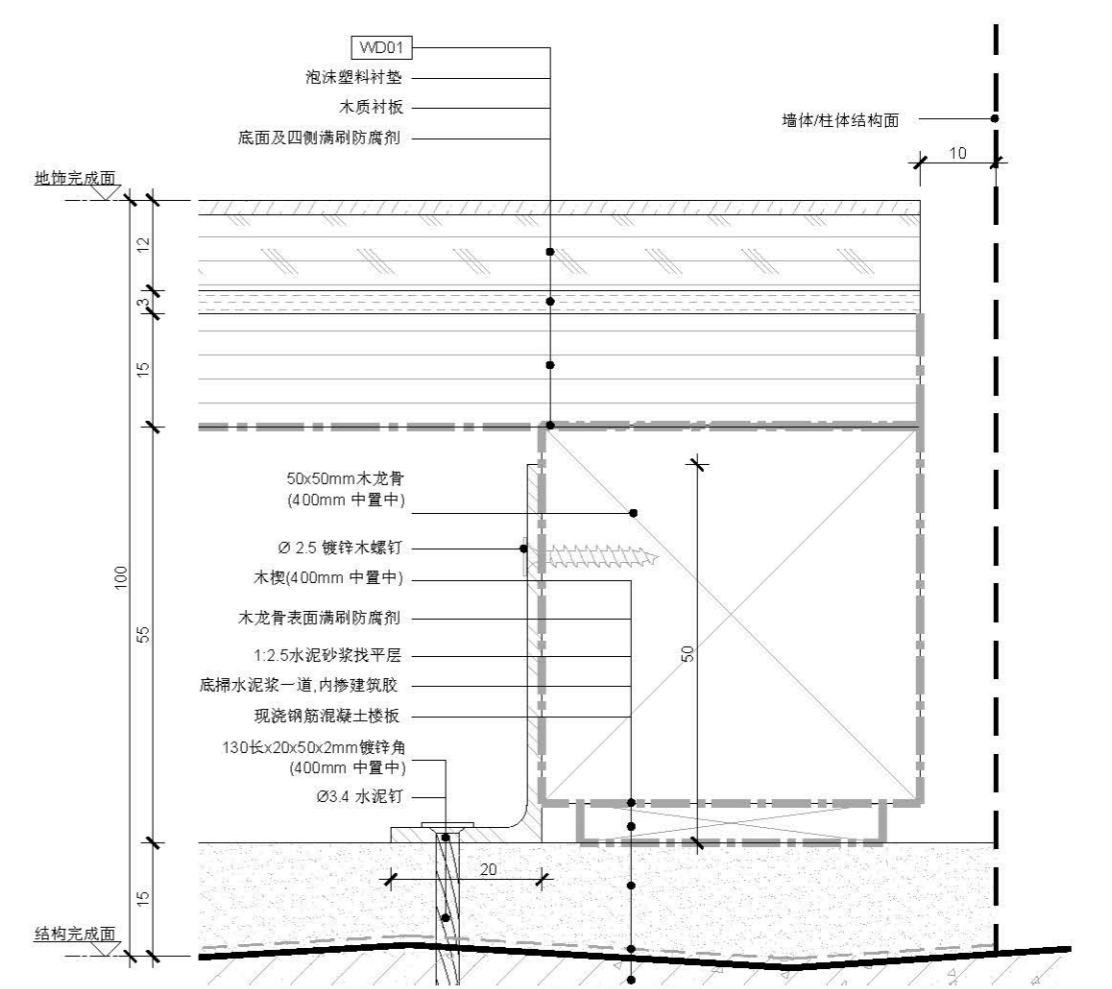 WD01
泡沫塑料衬垫
木质衬板
底面及四侧满刷防腐剂
墙体/柱体结构面
10
地饰完成面
12
3
15
50x50mm木龙骨
(400mm 中置中)
Ø 2.5 镀锌木螺钉
木楔(400mm 中置中)
木龙骨表面满刷防腐剂
1:2.5水泥砂浆找平层
底掃水泥浆一道,内掺建筑胶
现浇钢筋混凝土楼板
130长x20x50x2mm镀锌角
(400mm 中置中)
Ø3.4 水泥钉
100
55
50
20
15
结构完成面